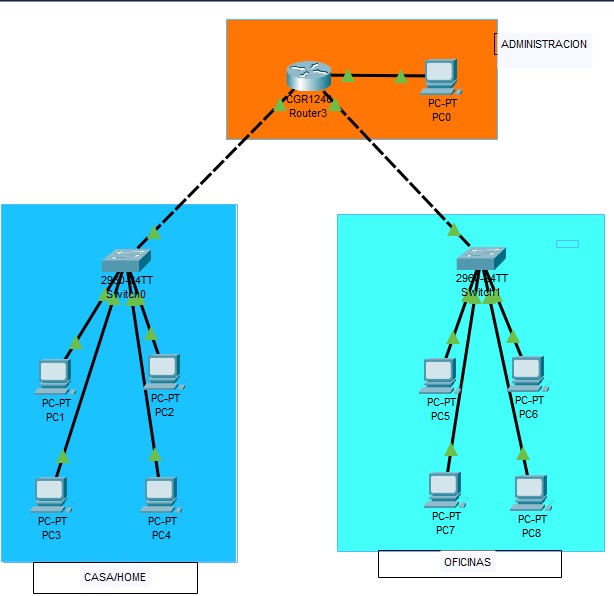 ADMINISTRACION
CGR1240
Router3
PC-PT
PC0
2960-24TT
Switch0
2960-24TT
Switch1
PC-PT
PC1
PC-PT
PC2
PC-PT
PC5
PC-PT
PC6
PC-PT
PC3
PC-PT
PC4
PC-PT
PC7
PC-PT
PC8
CASA/HOME
OFICINAS